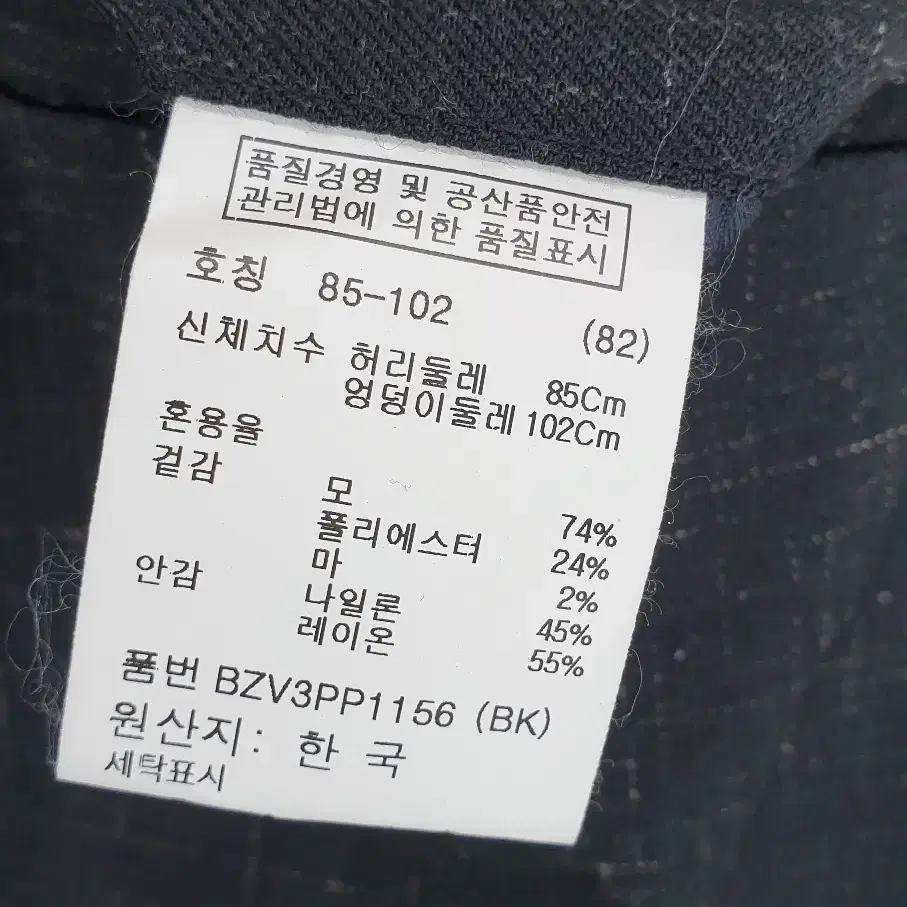 품질경영 및 공산품안전
관리법에 의한 품질표시
호칭 85-102 (82)
신체치수 허리둘레 85Cm
엉덩이둘레 102Cm
혼용율
겉감 모 74%
폴리에스터 24%
마 2%
안감 나일론 45%
레이온 55%
품번 BZV3PP1156 (BK)
원산지: 한 국
세탁표시